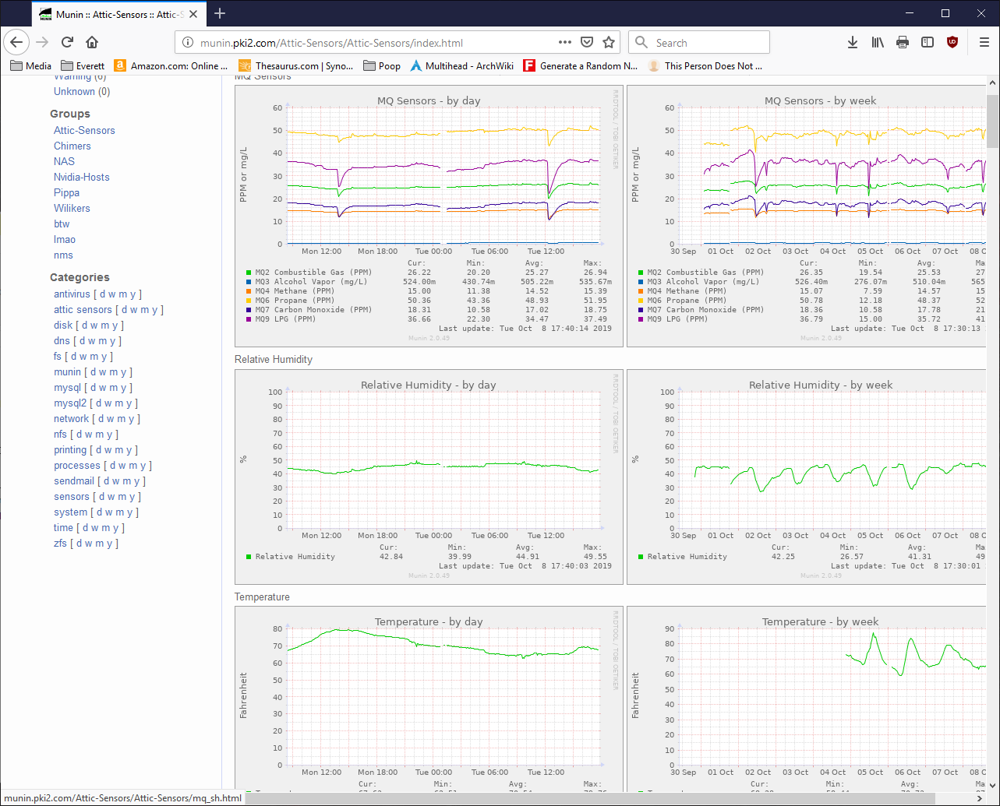 Munin :: Attic-Sensors :: Attic-S
munin.pki2.com/Attic-Sensors/Attic-Sensors/index.html
Search
Media
Everett
Amazon.com: Online ...
Thesaurus.com | Syno...
Poop
Multihead - ArchWiki
Generate a Random N...
This Person Does Not ...
Warning (6)
Unknown (0)
Groups
Attic-Sensors
Chimers
NAS
Nvidia-Hosts
Pippa
Wilikers
btw
lmao
nms
Categories
antivirus [ d w m y ]
attic sensors [ d w m y ]
disk [ d w m y ]
dns [ d w m y ]
fs [ d w m y ]
munin [ d w m y ]
mysql [ d w m y ]
mysql2 [ d w m y ]
network [ d w m y ]
nfs [ d w m y ]
printing [ d w m y ]
processes [ d w m y ]
sendmail [ d w m y ]
sensors [ d w m y ]
system [ d w m y ]
time [ d w m y ]
zfs [ d w m y ]
MQ Sensors
MQ Sensors - by day
RRDTOOL / TOBI OETIKER
PPM or mg/L
60
50
40
30
20
10
0
Mon 12:00 Mon 18:00 Tue 00:00 Tue 06:00 Tue 12:00
Cur: Min: Avg: Max:
MQ2 Combustible Gas (PPM) 26.22 20.20 25.27 26.94
MQ3 Alcohol Vapor (mg/L) 524.00m 430.74m 505.22m 535.67m
MQ4 Methane (PPM) 15.00 11.38 14.52 15.39
MQ6 Propane (PPM) 50.36 43.36 48.93 51.95
MQ7 Carbon Monoxide (PPM) 18.31 10.58 17.02 18.75
MQ9 LPG (PPM) 36.66 22.30 34.47 37.49
Last update: Tue Oct 8 17:40:14 2019
Munin 2.0.49
MQ Sensors - by week
PPM or mg/L
60
50
40
30
20
10
0
30 Sep 01 Oct 02 Oct 03 Oct 04 Oct 05 Oct 06 Oct 07 Oct 08 O
Cur: Min: Avg: Ma
MQ2 Combustible Gas (PPM) 26.35 19.54 25.53 27
MQ3 Alcohol Vapor (mg/L) 526.40m 276.07m 510.04m 565
MQ4 Methane (PPM) 15.07 7.59 14.57 15
MQ6 Propane (PPM) 50.78 12.18 48.37 52
MQ7 Carbon Monoxide (PPM) 18.36 10.58 17.78 21
MQ9 LPG (PPM) 36.79 15.00 35.72 41
Last update: Tue Oct 8 17:30:13
Munin 2.0.49
Relative Humidity
Relative Humidity - by day
RRDTOOL / TOBI OETIKER
%
100
90
80
70
60
50
40
30
20
10
0
Mon 12:00 Mon 18:00 Tue 00:00 Tue 06:00 Tue 12:00
Cur: Min: Avg: Max:
Relative Humidity 42.84 39.99 44.91 49.55
Last update: Tue Oct 8 17:40:03 2019
Munin 2.0.49
Relative Humidity - by week
%
100
90
80
70
60
50
40
30
20
10
0
30 Sep 01 Oct 02 Oct 03 Oct 04 Oct 05 Oct 06 Oct 07 Oct 08 O
Cur: Min: Avg: Ma
Relative Humidity 42.25 26.57 41.31 49
Last update: Tue Oct 8 17:30:01
Munin 2.0.49
Temperature
Temperature - by day
RRDTOOL / TOBI OETIKER
Fahrenheit
80
70
60
50
40
30
20
10
0
Mon 12:00 Mon 18:00 Tue 00:00 Tue 06:00 Tue 12:00
Cur: Min: Avg: Max:
Temperature - by week
Fahrenheit
90
80
70
60
50
40
30
20
10
0
30 Sep 01 Oct 02 Oct 03 Oct 04 Oct 05 Oct 06 Oct 07 Oct 08 O
Cur: Min: Avg: Ma
munin.pki2.com/Attic-Sensors/Attic-Sensors/mq_sh.html